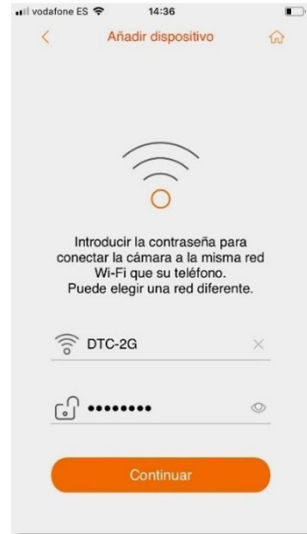 vodafone ES 14:36
Añadir dispositivo
Introducir la contraseña para
conectar la cámara a la misma red
Wi-Fi que su teléfono.
Puede elegir una red diferente.
DTC-2G
••••••••
Continuar